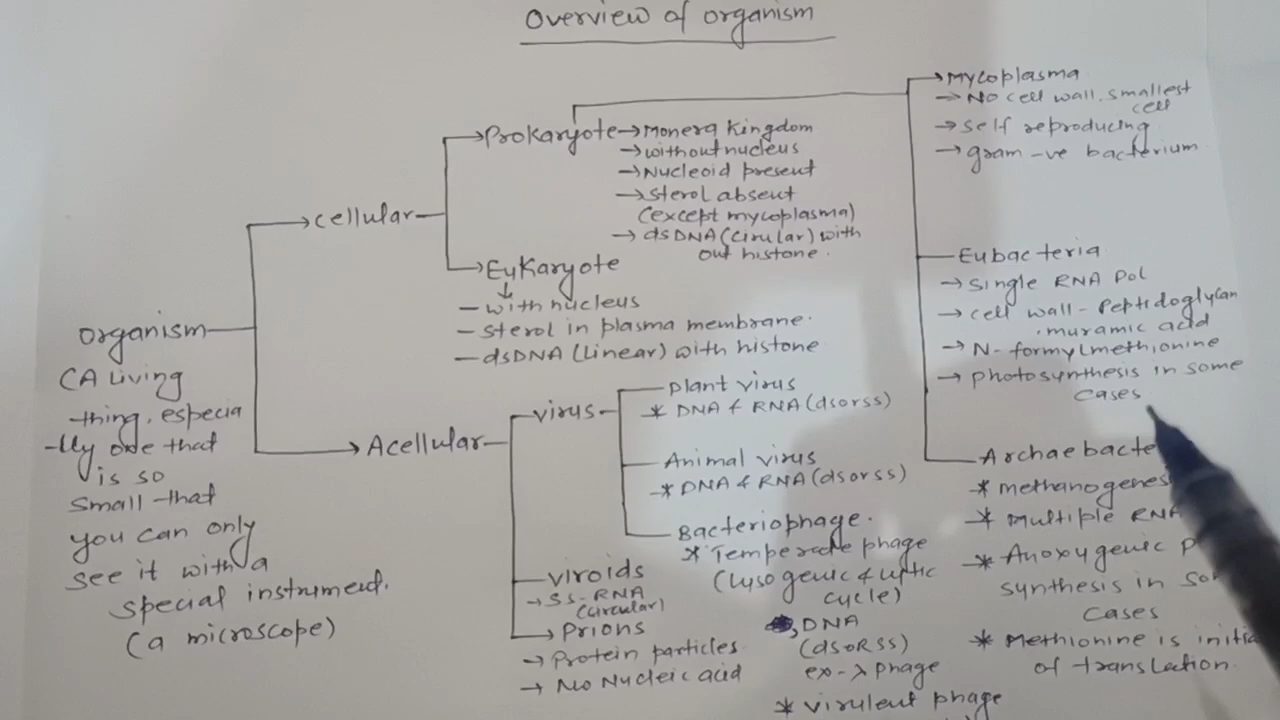 Overview of organism
organism
(A living
thing, especia
-lly one that
is so
small that
you can only
see it with a
special instrument.
(a microscope)
→ cellular
→ Prokaryote → Monera Kingdom
→ without nucleus
→ Nucleoid present
→ sterol absent
(except mycoplasma)
→ dsDNA (cirular) with
out histone.
→ Eukaryote
↓
– with nucleus
– sterol in plasma membrane.
– dsDNA (Linear) with histone
→ Acellular
→ virus
plant virus
* DNA & RNA (dsorss)
Animal virus
* DNA & RNA (dsorss)
Bacteriophage.
* Temperade phage
(lysogenic & lytic
cycle)
→ DNA
(dsoRss)
ex- λ phage
* virulent phage
viroids
→ ss-RNA
(circular)
→ Prions
→ Protein particles
→ No Nucleic acid
→ Mycoplasma
→ No cell wall, smallest
cell
→ self reproducing
→ gram -ve bacterium
Eubacteria
→ single RNA Pol
→ cell wall - Peptidoglycan
. muramic acid
→ N- formylmethionine
→ photosynthesis in some
cases.
Archaebacte
* methanogenes
* Multiple RNA
* Anoxygenic p
synthesis in so
cases
* Methionine is initia
of translation.